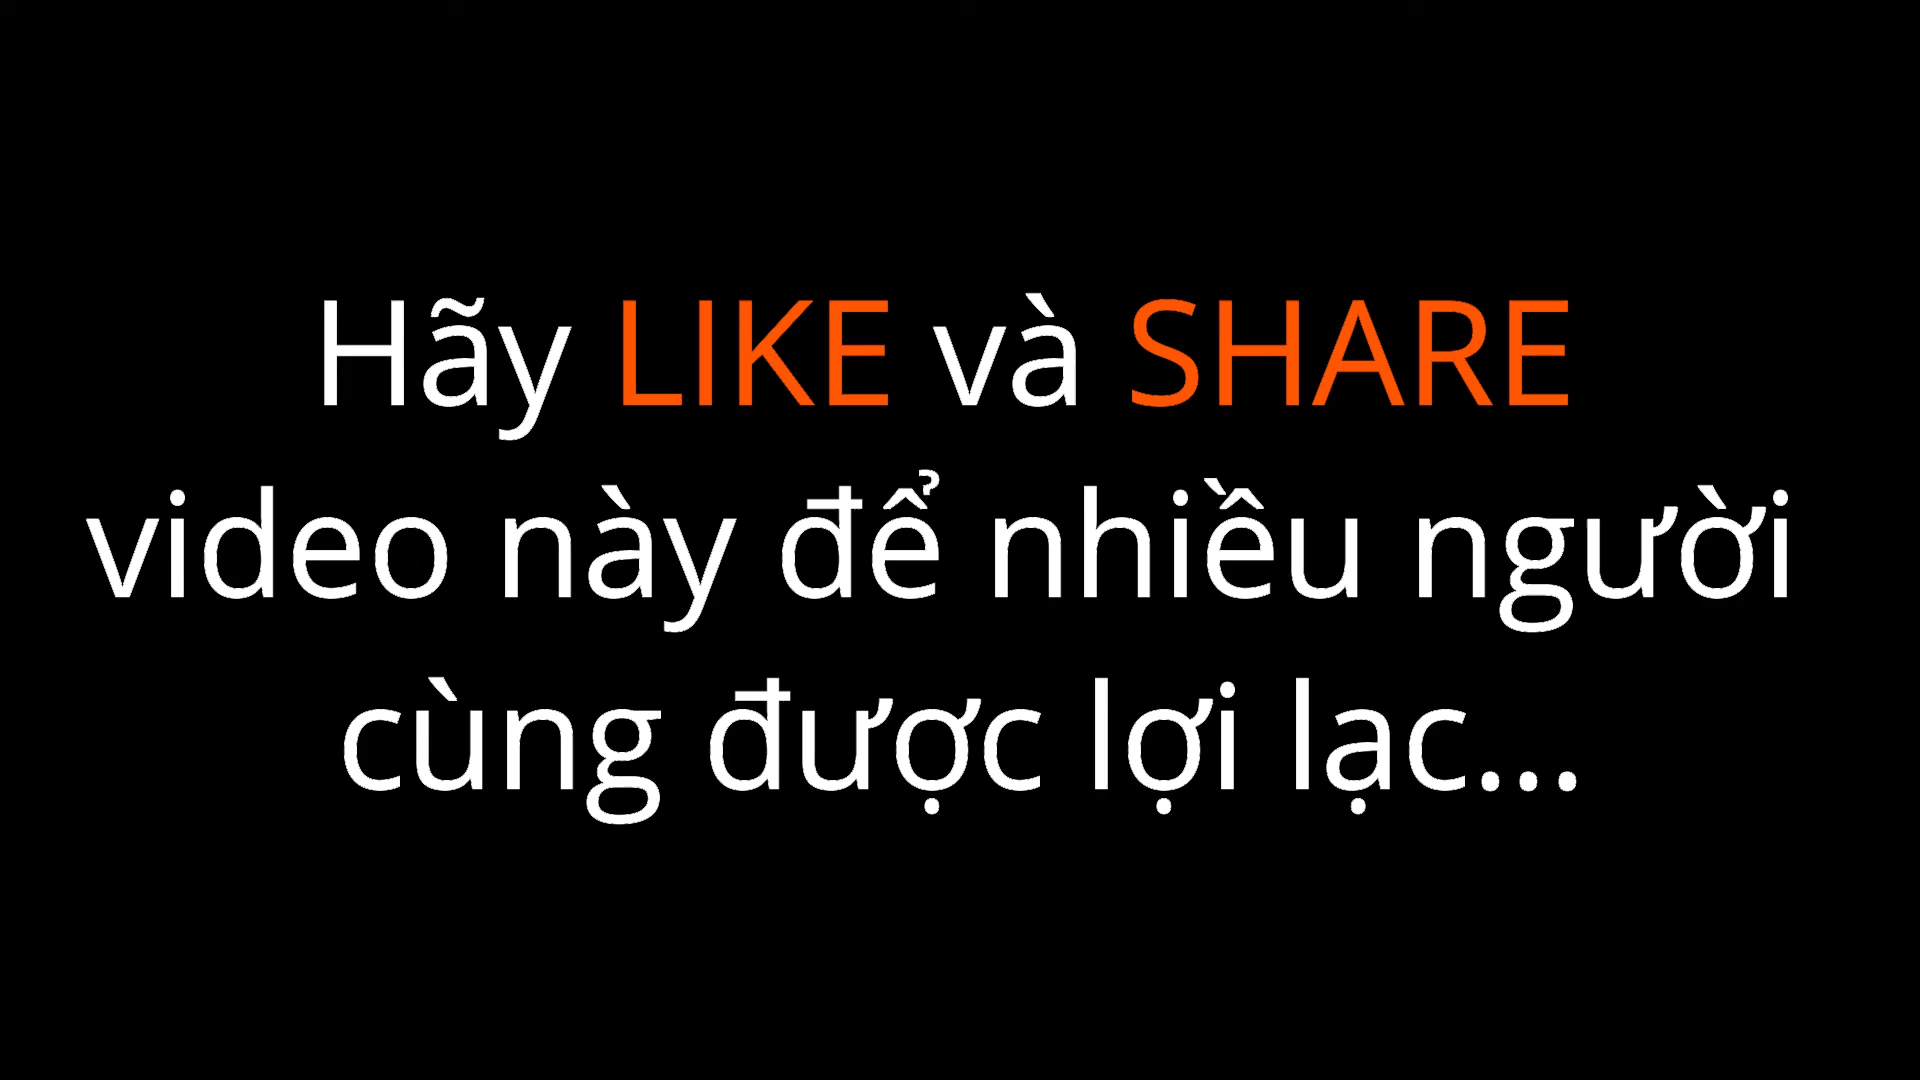 Hãy LIKE và SHARE
video này để nhiều người
cùng được lợi lạc...